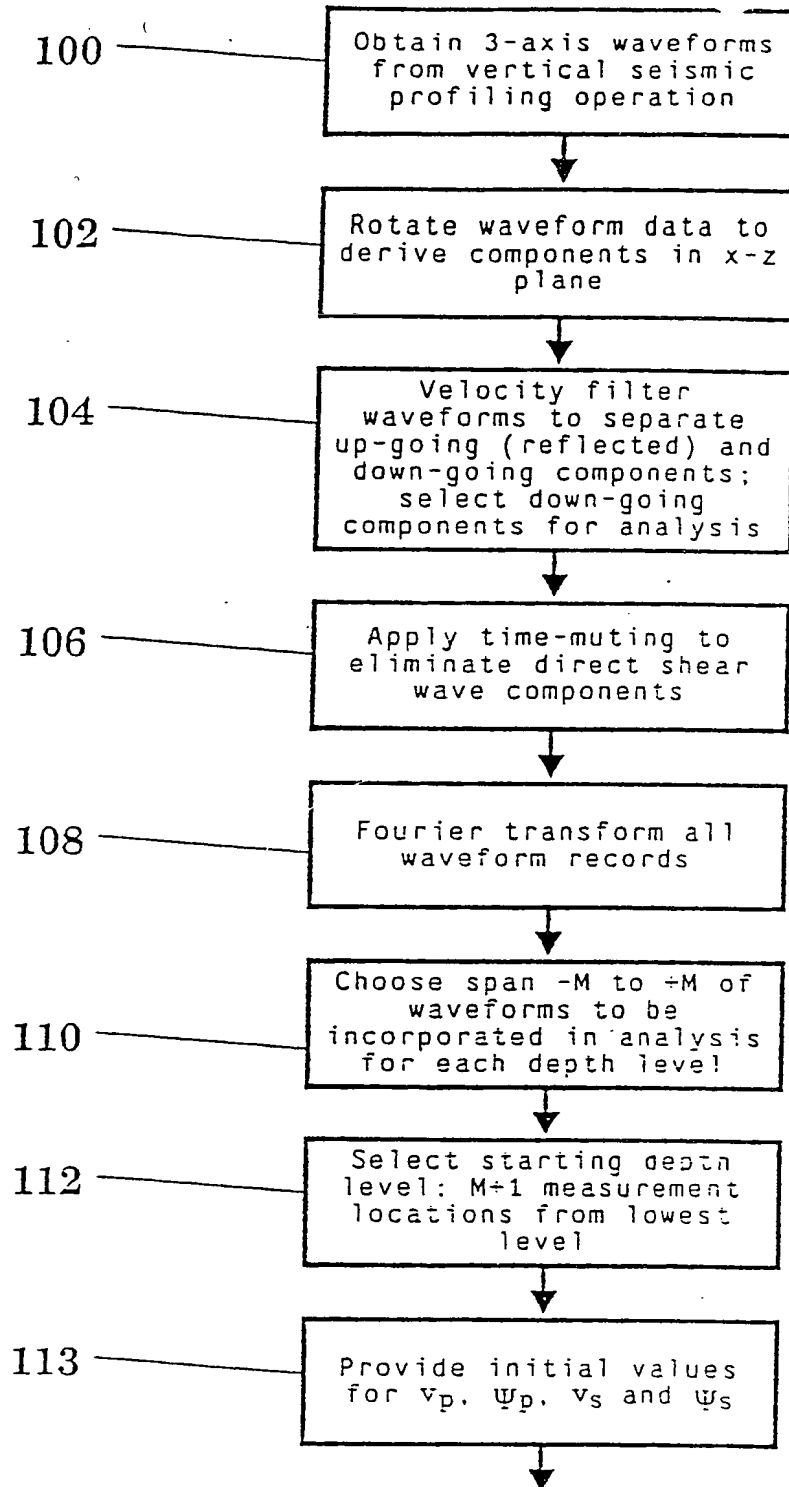 100
Obtain 3-axis waveforms
from vertical seismic
profiling operation
102
Rotate waveform data to
derive components in x-z
plane
104
Velocity filter
waveforms to separate
up-going (reflected) and
down-going components;
select down-going
components for analysis
106
Apply time-muting to
eliminate direct shear
wave components
108
Fourier transform all
waveform records
110
Choose span -M to ÷M of
waveforms to be
incorporated in analysis
for each depth level
112
Select starting depth
level: M÷1 measurement
locations from lowest
level
113
Provide initial values
for vp, Ψp, vs and Ψs